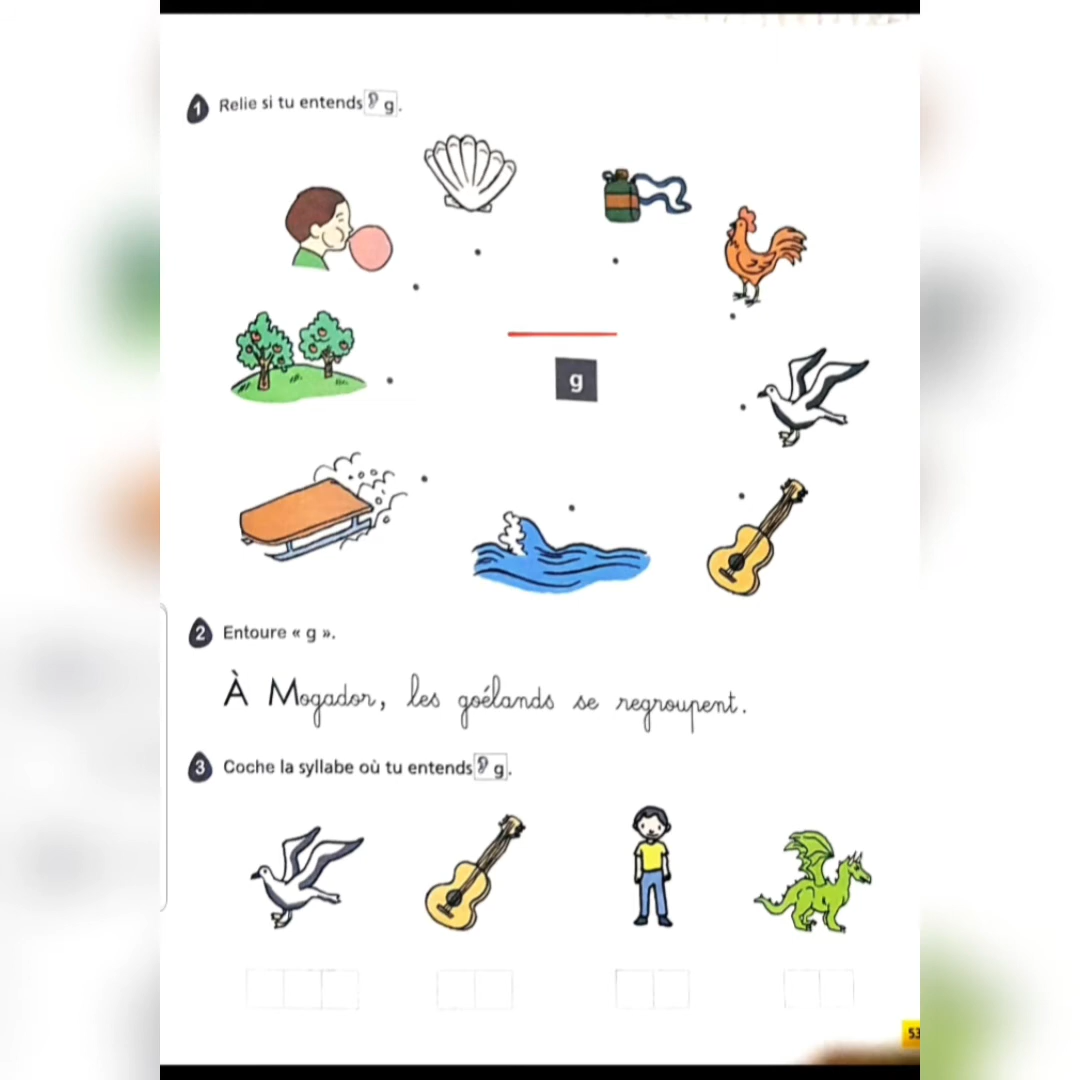 1 Relie si tu entends g.
g
2 Entoure « g ».
À Mogador, les goélands se regroupent.
3 Coche la syllabe où tu entends g.
53